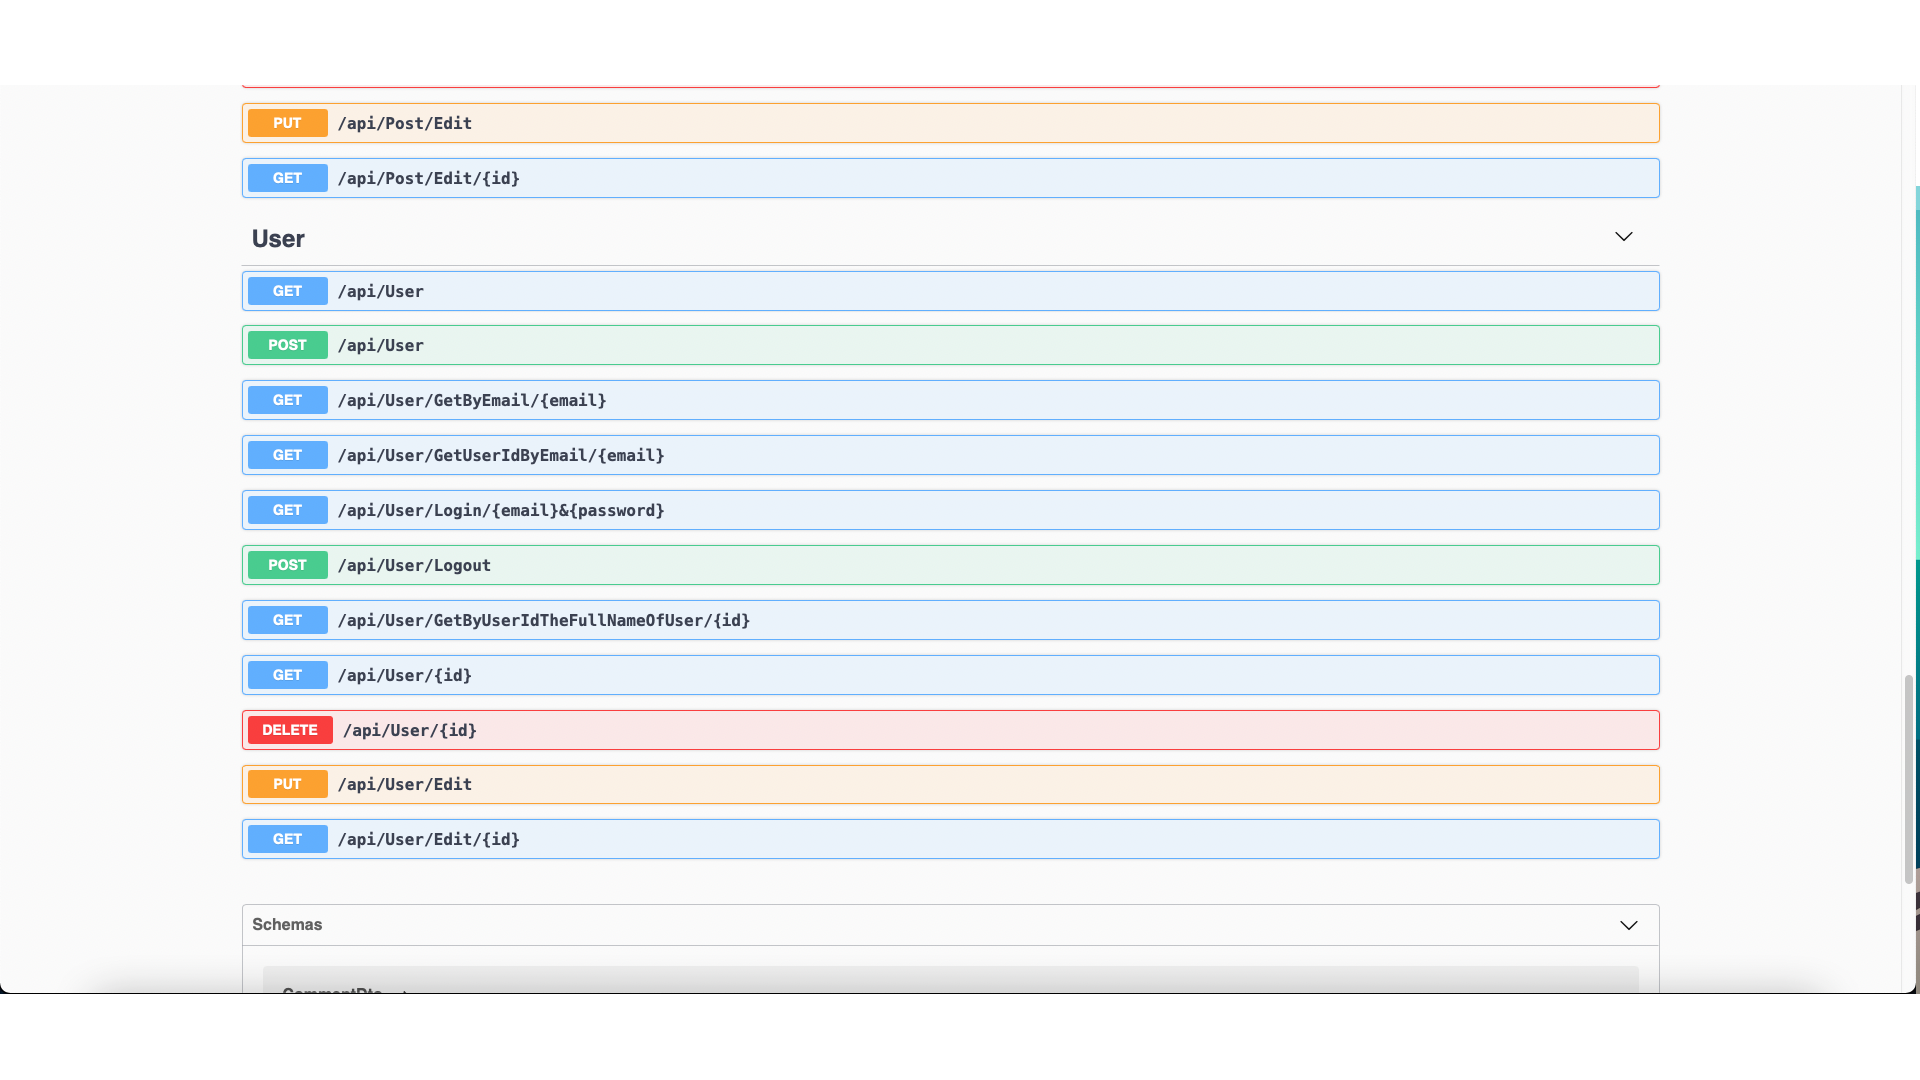 PUT /api/Post/Edit
GET /api/Post/Edit/{id}
User
GET /api/User
POST /api/User
GET /api/User/GetByEmail/{email}
GET /api/User/GetUserIdByEmail/{email}
GET /api/User/Login/{email}&{password}
POST /api/User/Logout
GET /api/User/GetByUserIdTheFullNameOfUser/{id}
GET /api/User/{id}
DELETE /api/User/{id}
PUT /api/User/Edit
GET /api/User/Edit/{id}
Schemas
CommentDto